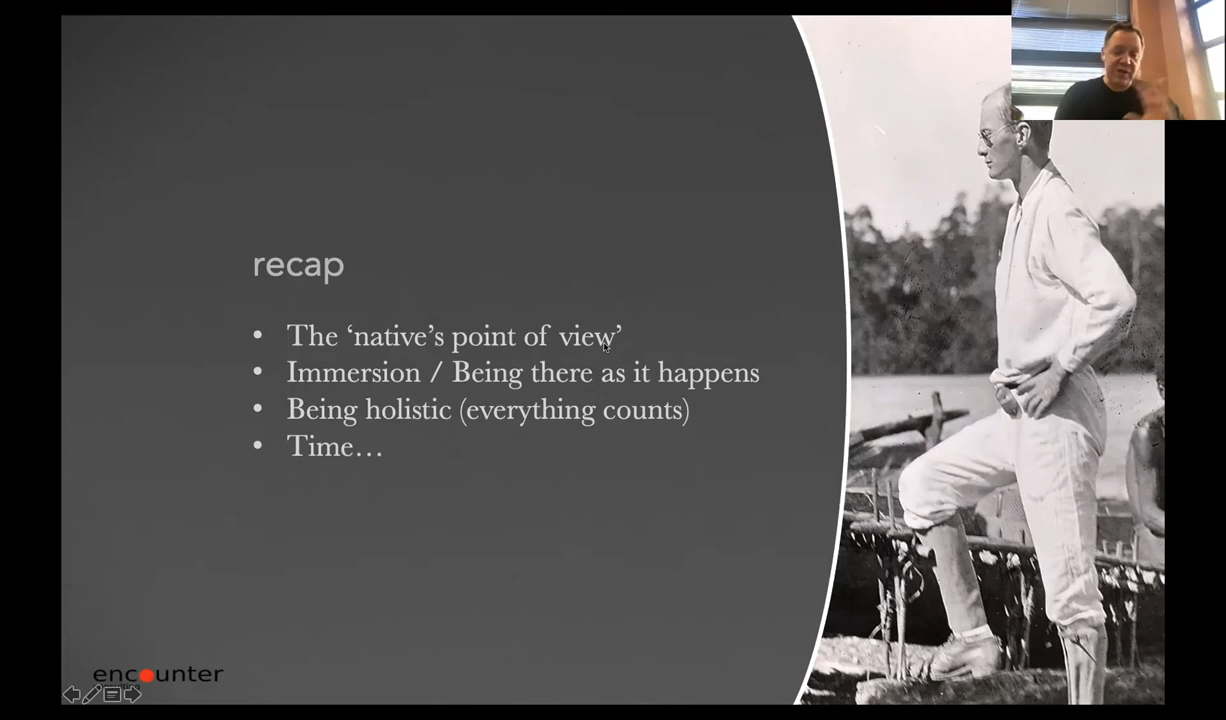 recap
• The ‘native’s point of view’
• Immersion / Being there as it happens
• Being holistic (everything counts)
• Time…
encounter